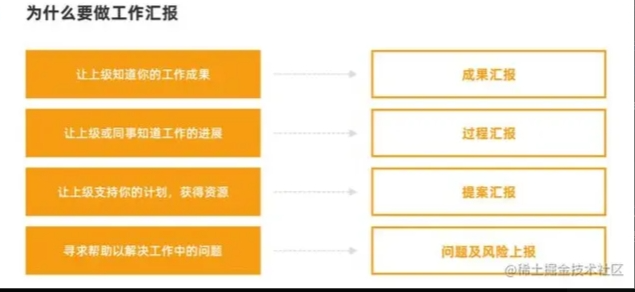 为什么要做工作汇报
让上级知道你的工作成果
成果汇报
让上级或同事知道工作的进展
过程汇报
让上级支持你的计划，获得资源
提案汇报
寻求帮助以解决工作中的问题
问题及风险上报
@稀土掘金技术社区